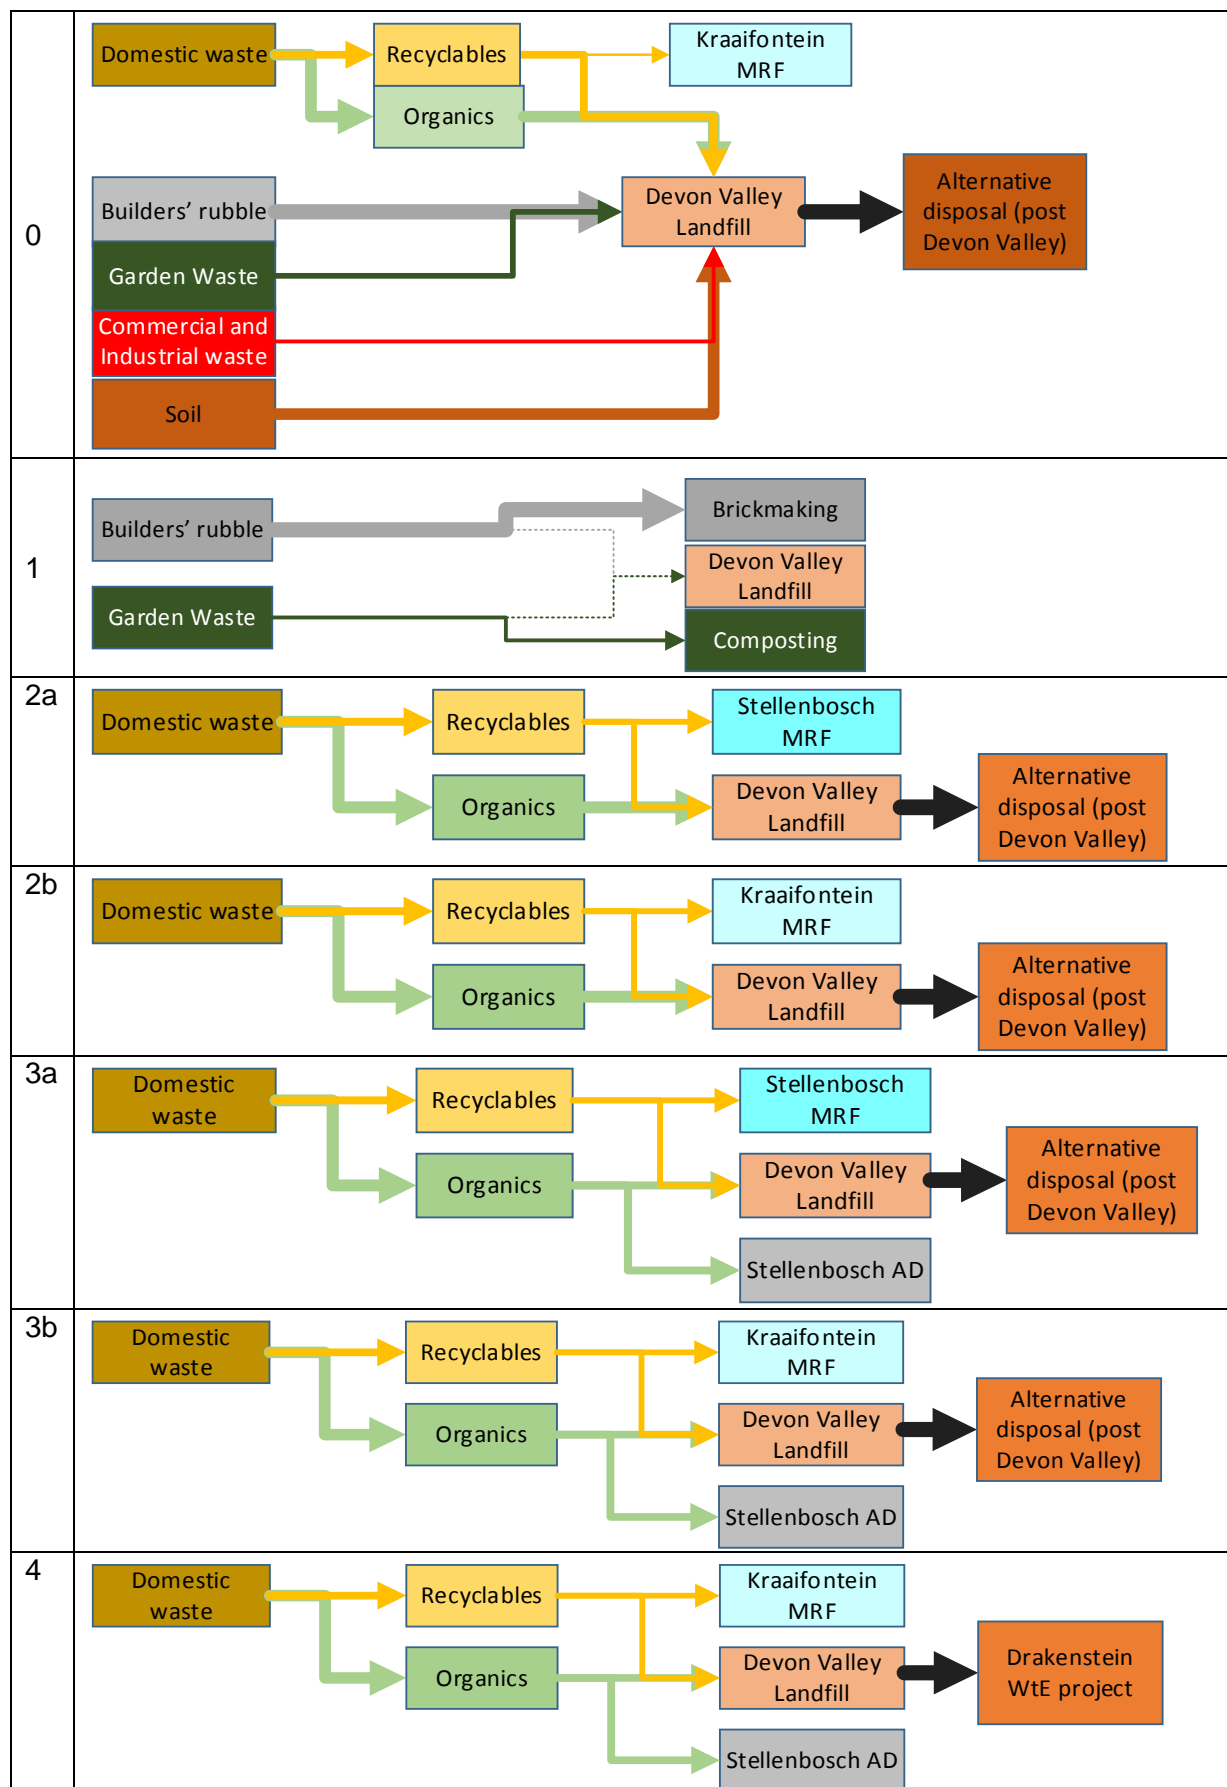 0
Domestic waste
Recyclables
Kraaifontein
MRF
Organics
Builders’ rubble
Devon Valley
Landfill
Alternative
disposal (post
Devon Valley)
Garden Waste
Commercial and
Industrial waste
Soil
1
Builders’ rubble
Brickmaking
Devon Valley
Landfill
Garden Waste
Composting
2a
Domestic waste
Recyclables
Stellenbosch
MRF
Organics
Devon Valley
Landfill
Alternative
disposal (post
Devon Valley)
2b
Domestic waste
Recyclables
Kraaifontein
MRF
Organics
Devon Valley
Landfill
Alternative
disposal (post
Devon Valley)
3a
Domestic
waste
Recyclables
Stellenbosch
MRF
Organics
Devon Valley
Landfill
Alternative
disposal (post
Devon Valley)
Stellenbosch AD
3b
Domestic
waste
Recyclables
Kraaifontein
MRF
Organics
Devon Valley
Landfill
Alternative
disposal (post
Devon Valley)
Stellenbosch AD
4
Domestic
waste
Recyclables
Kraaifontein
MRF
Organics
Devon Valley
Landfill
Drakenstein
WtE project
Stellenbosch AD